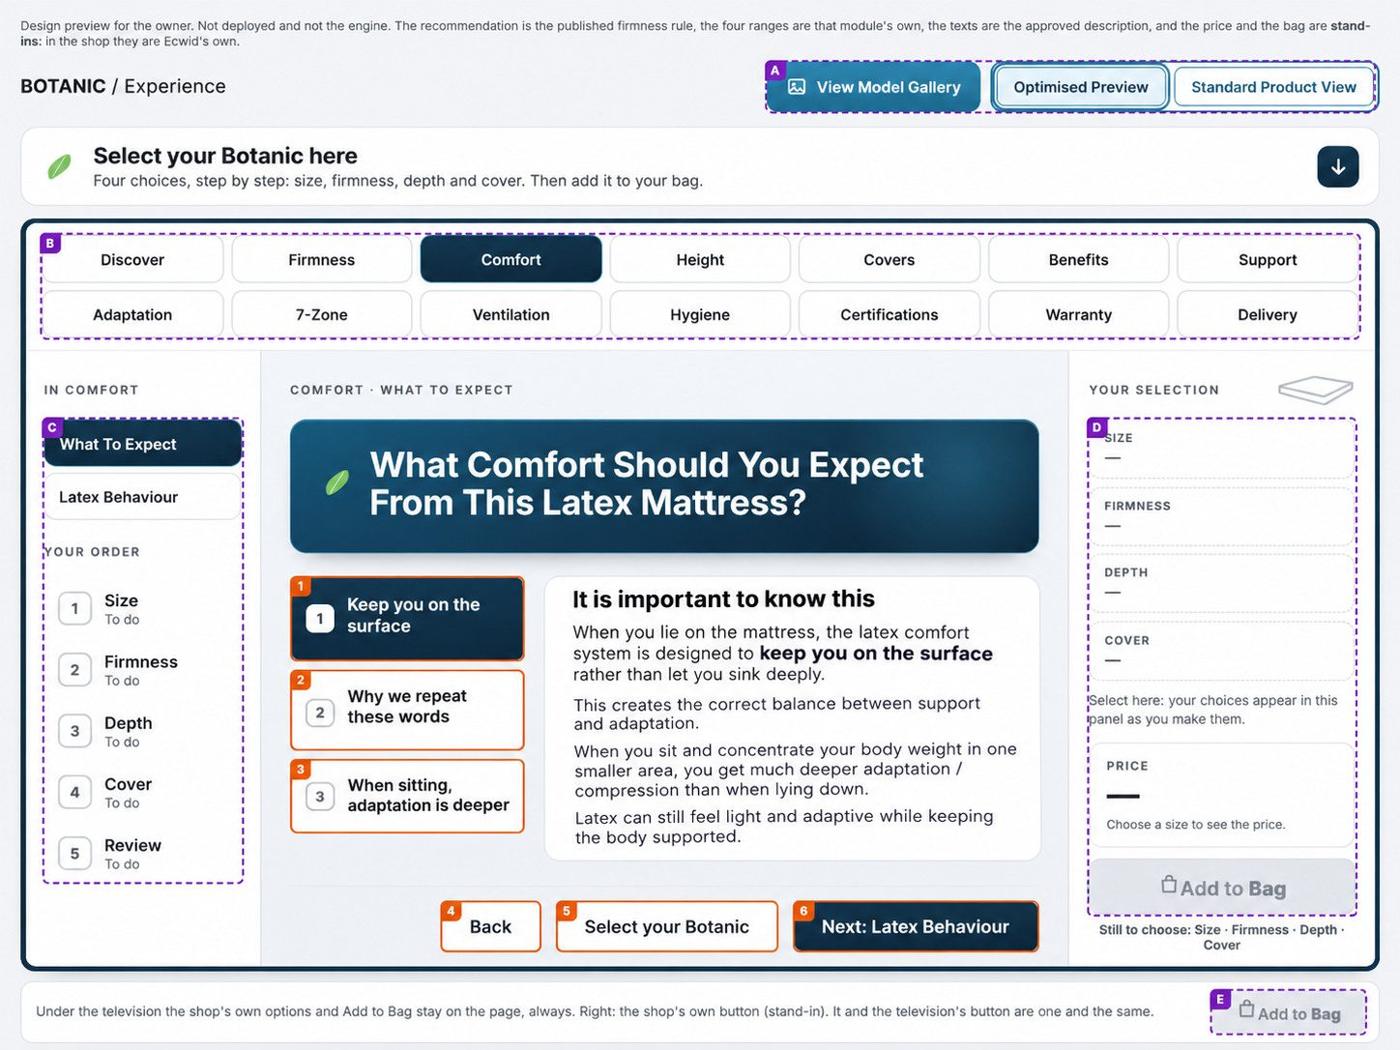 Design preview for the owner. Not deployed and not the engine. The recommendation is the published firmness rule, the four ranges are that module's own, the texts are the approved description, and the price and the bag are stand-
ins: in the shop they are Ecwid's own.
BOTANIC / Experience
A
View Model Gallery
Optimised Preview
Standard Product View
Select your Botanic here
Four choices, step by step: size, firmness, depth and cover. Then add it to your bag.
B
Discover
Firmness
Comfort
Height
Covers
Benefits
Support
Adaptation
7-Zone
Ventilation
Hygiene
Certifications
Warranty
Delivery
IN COMFORT
C
What To Expect
Latex Behaviour
YOUR ORDER
1
Size
To do
2
Firmness
To do
3
Depth
To do
4
Cover
To do
5
Review
To do
COMFORT · WHAT TO EXPECT
What Comfort Should You Expect
From This Latex Mattress?
1
1
Keep you on the
surface
2
2
Why we repeat
these words
3
3
When sitting,
adaptation is deeper
It is important to know this
When you lie on the mattress, the latex comfort
system is designed to keep you on the surface
rather than let you sink deeply.
This creates the correct balance between support
and adaptation.
When you sit and concentrate your body weight in one
smaller area, you get much deeper adaptation /
compression than when lying down.
Latex can still feel light and adaptive while keeping
the body supported.
4
Back
5
Select your Botanic
6
Next: Latex Behaviour
YOUR SELECTION
D
SIZE
—
FIRMNESS
—
DEPTH
—
COVER
—
Select here: your choices appear in this
panel as you make them.
PRICE
—
Choose a size to see the price.
Add to Bag
Still to choose: Size · Firmness · Depth ·
Cover
Under the television the shop's own options and Add to Bag stay on the page, always. Right: the shop's own button (stand-in). It and the television's button are one and the same.
E
Add to Bag